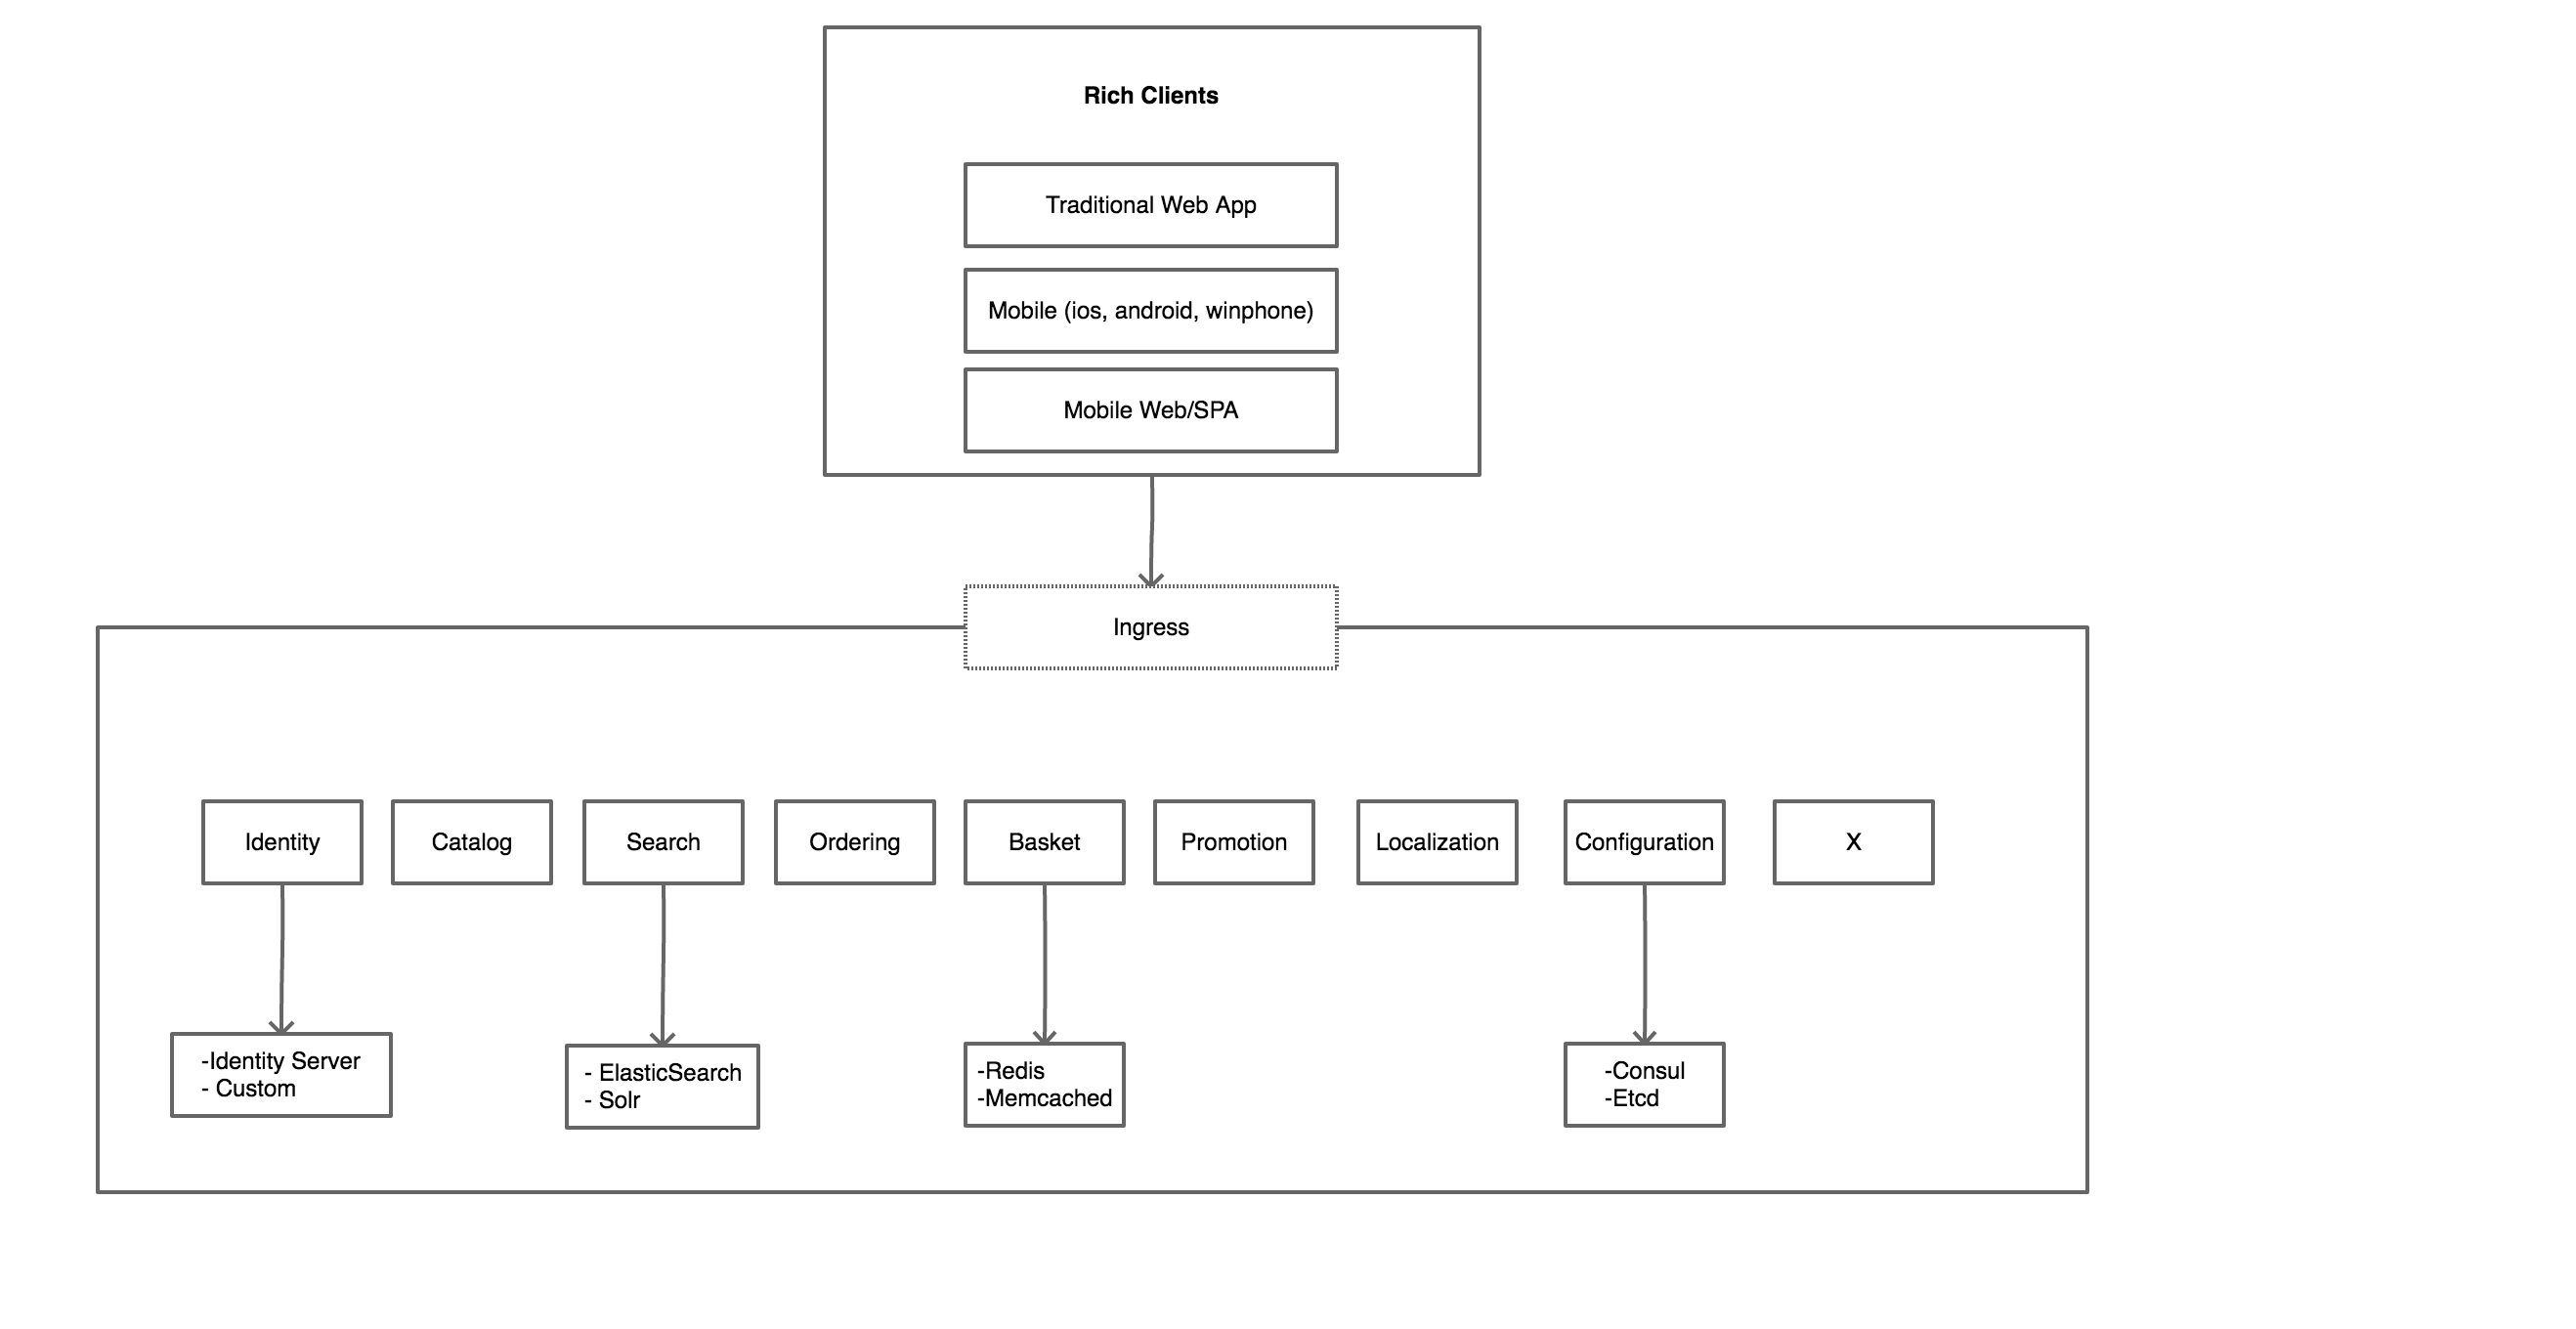 Rich Clients
Traditional Web App
Mobile (ios, android, winphone)
Mobile Web/SPA
Ingress
Identity
Catalog
Search
Ordering
Basket
Promotion
Localization
Configuration
X
-Identity Server
- Custom
- ElasticSearch
- Solr
-Redis
-Memcached
-Consul
-Etcd